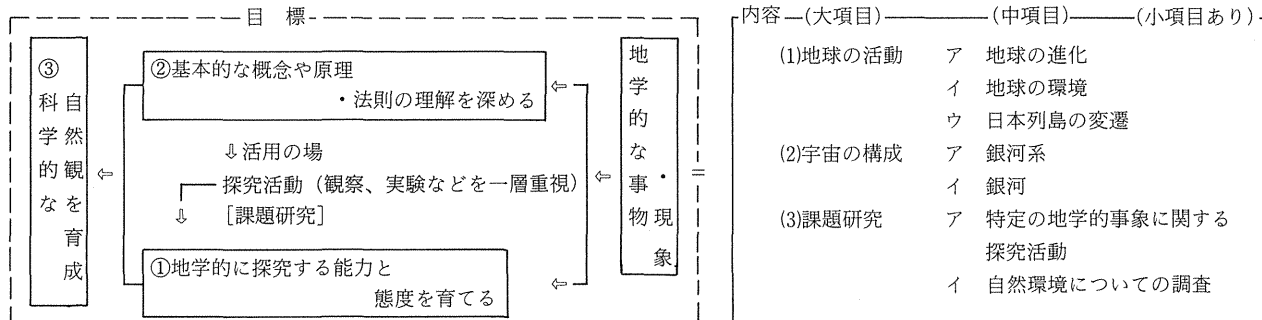 目標
③科学的な
自然観を育成
②基本的な概念や原理
・法則の理解を深める
⇩活用の場
探究活動（観察、実験などを一層重視）
[課題研究]
①地学的に探究する能力と
態度を育てる
地学的な事物
・現象
内容―(大項目)―(中項目)―(小項目あり)
(1)地球の活動 ア 地球の進化
イ 地球の環境
ウ 日本列島の変遷
(2)宇宙の構成 ア 銀河系
イ 銀河
(3)課題研究 ア 特定の地学的事象に関する
探究活動
イ 自然環境についての調査